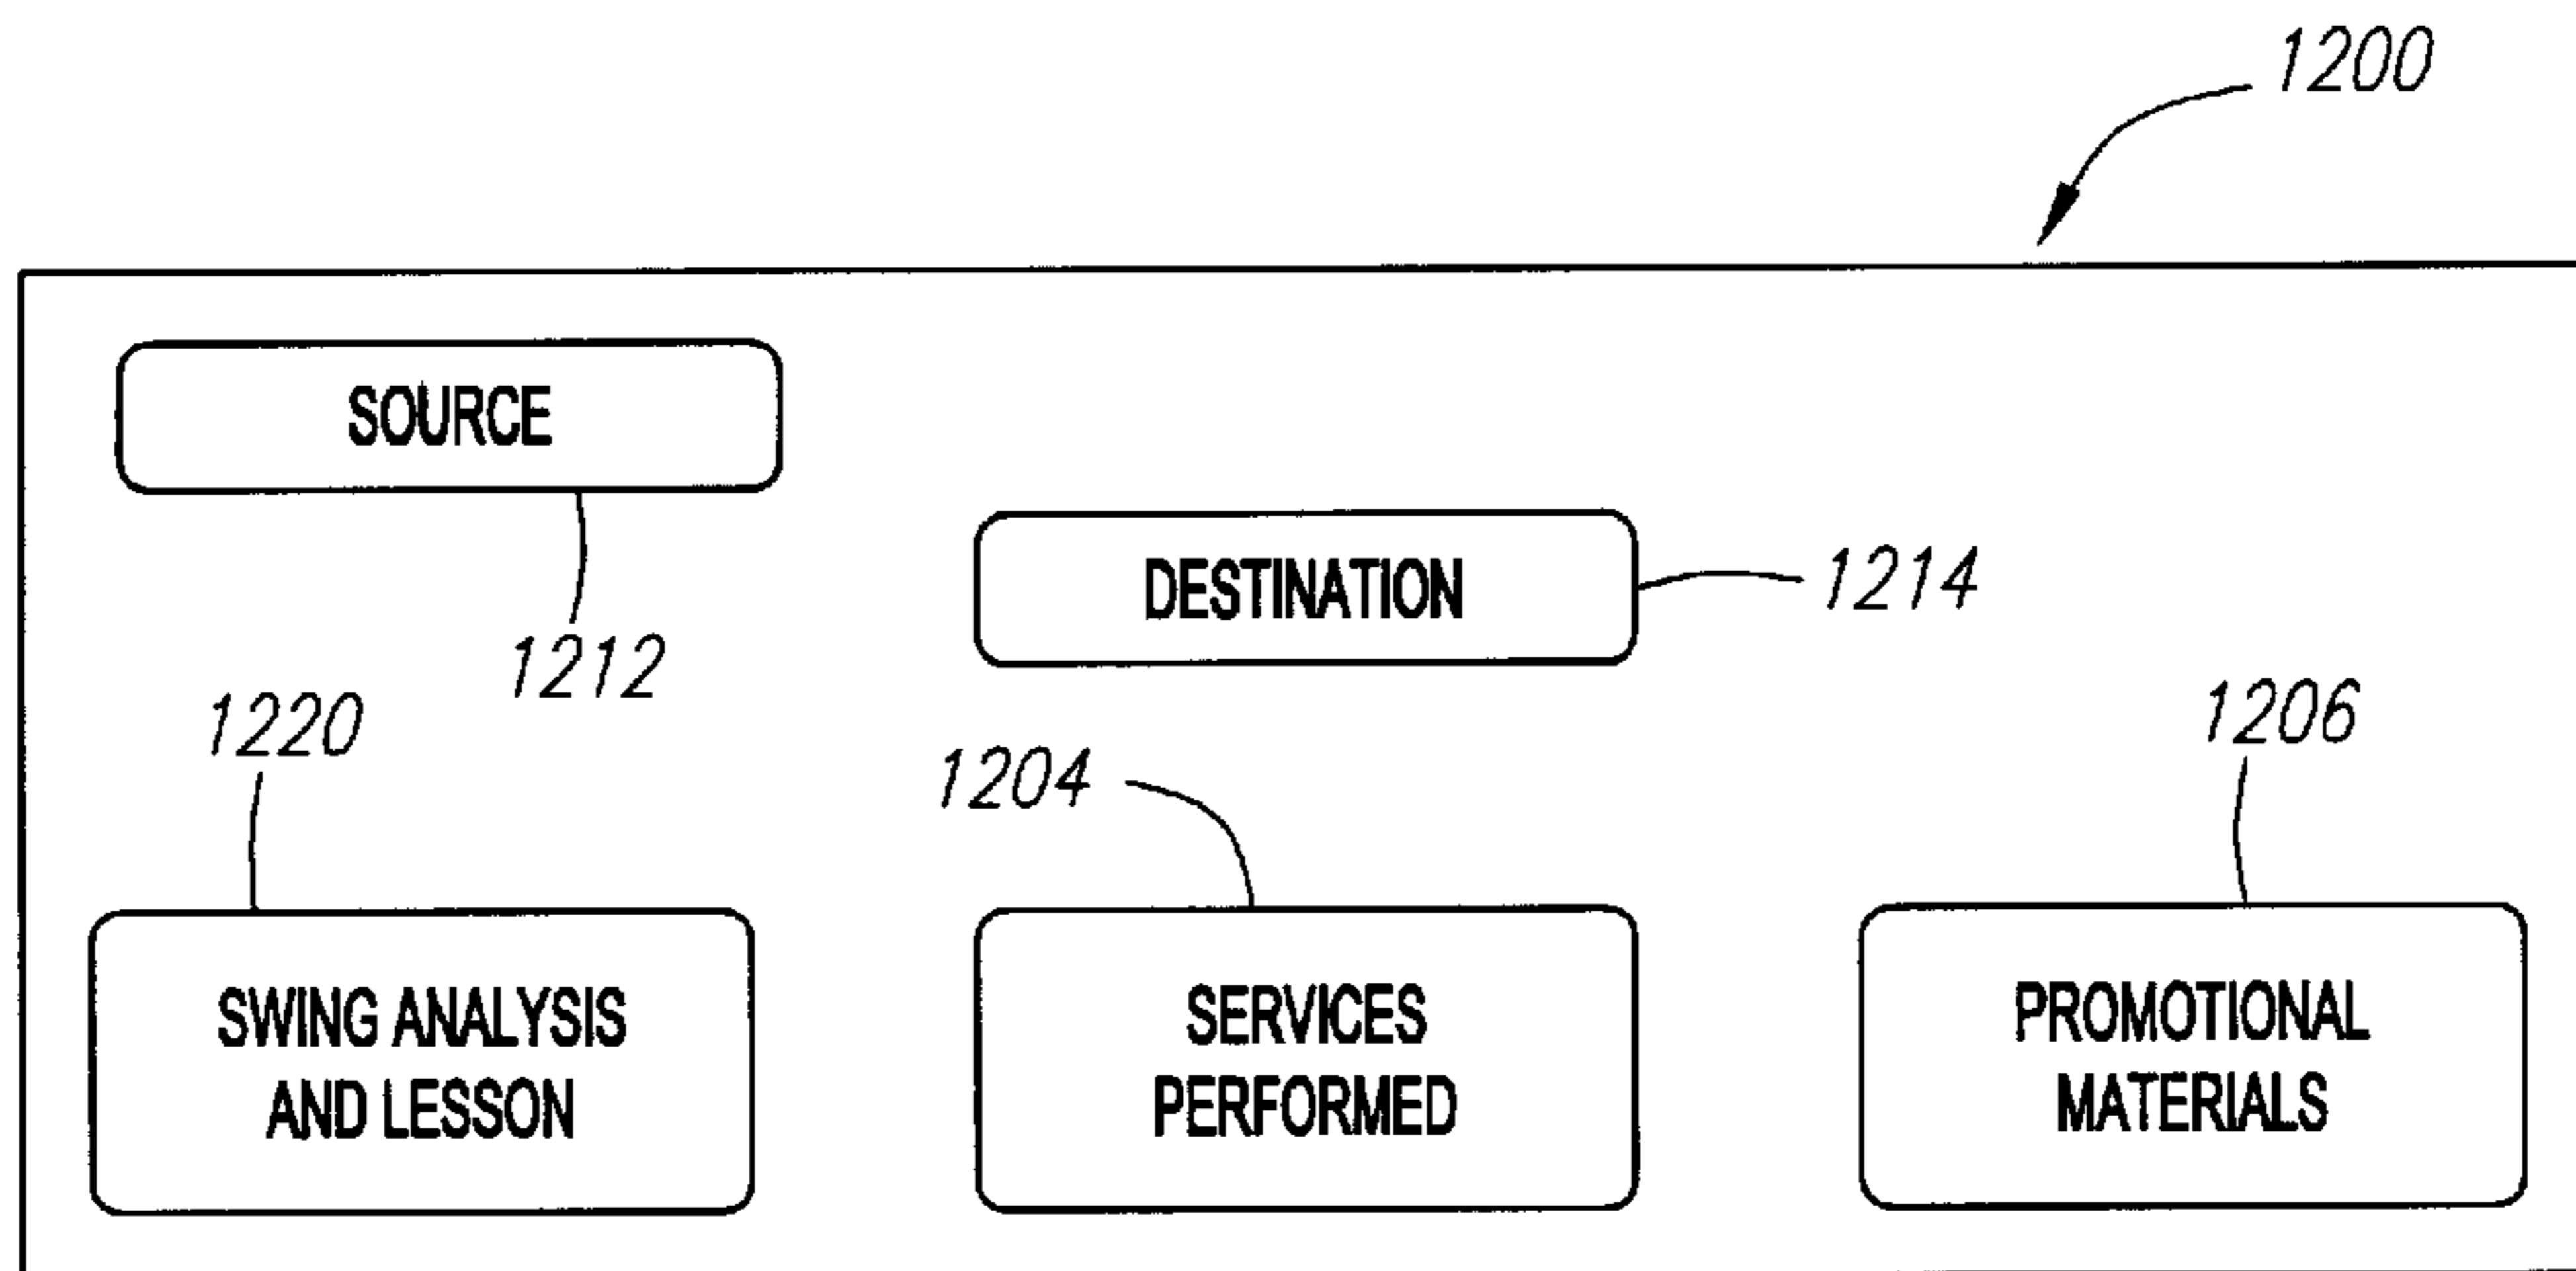 1200
SOURCE
1212
DESTINATION
1214
1220
1204
1206
SWING ANALYSIS
AND LESSON
SERVICES
PERFORMED
PROMOTIONAL
MATERIALS